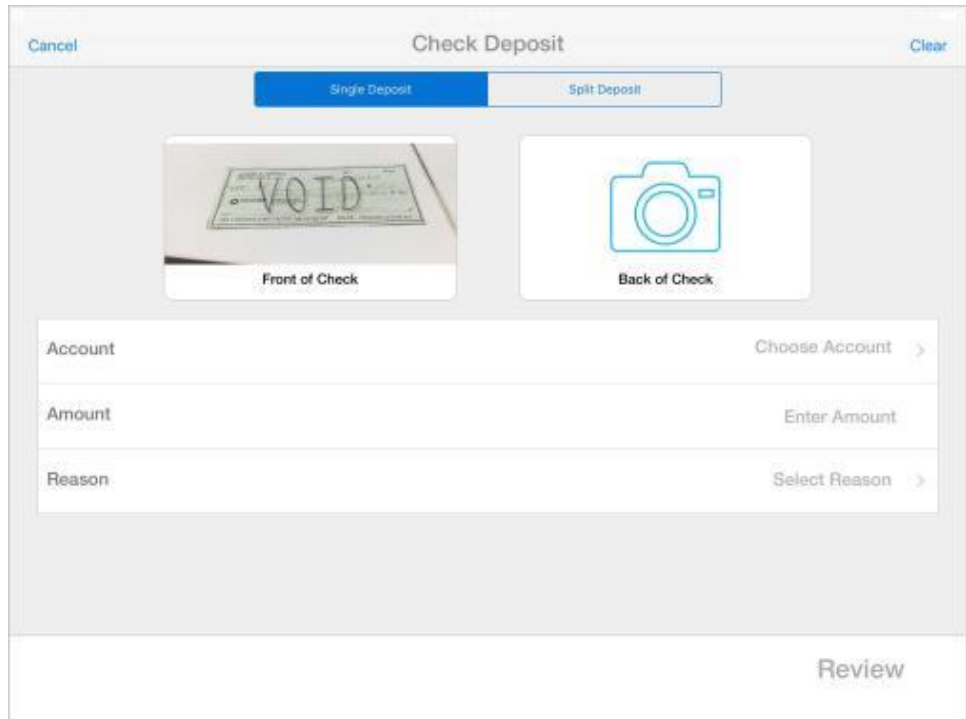 Cancel Check Deposit Clear
Single Deposit Split Deposit
VOID
Front of Check Back of Check
Account Choose Account
Amount Enter Amount
Reason Select Reason
Review